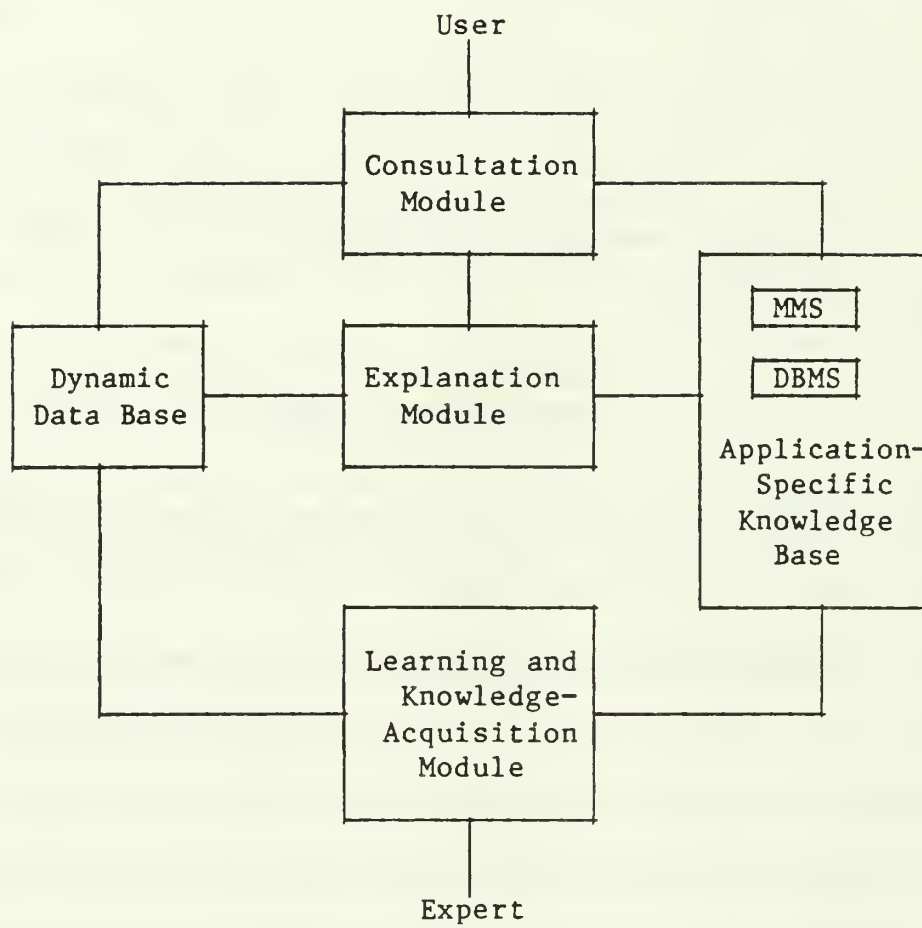 User
Consultation
Module
MMS
DBMS
Dynamic
Data Base
Explanation
Module
Application-
Specific
Knowledge
Base
Learning and
Knowledge-
Acquisition
Module
Expert